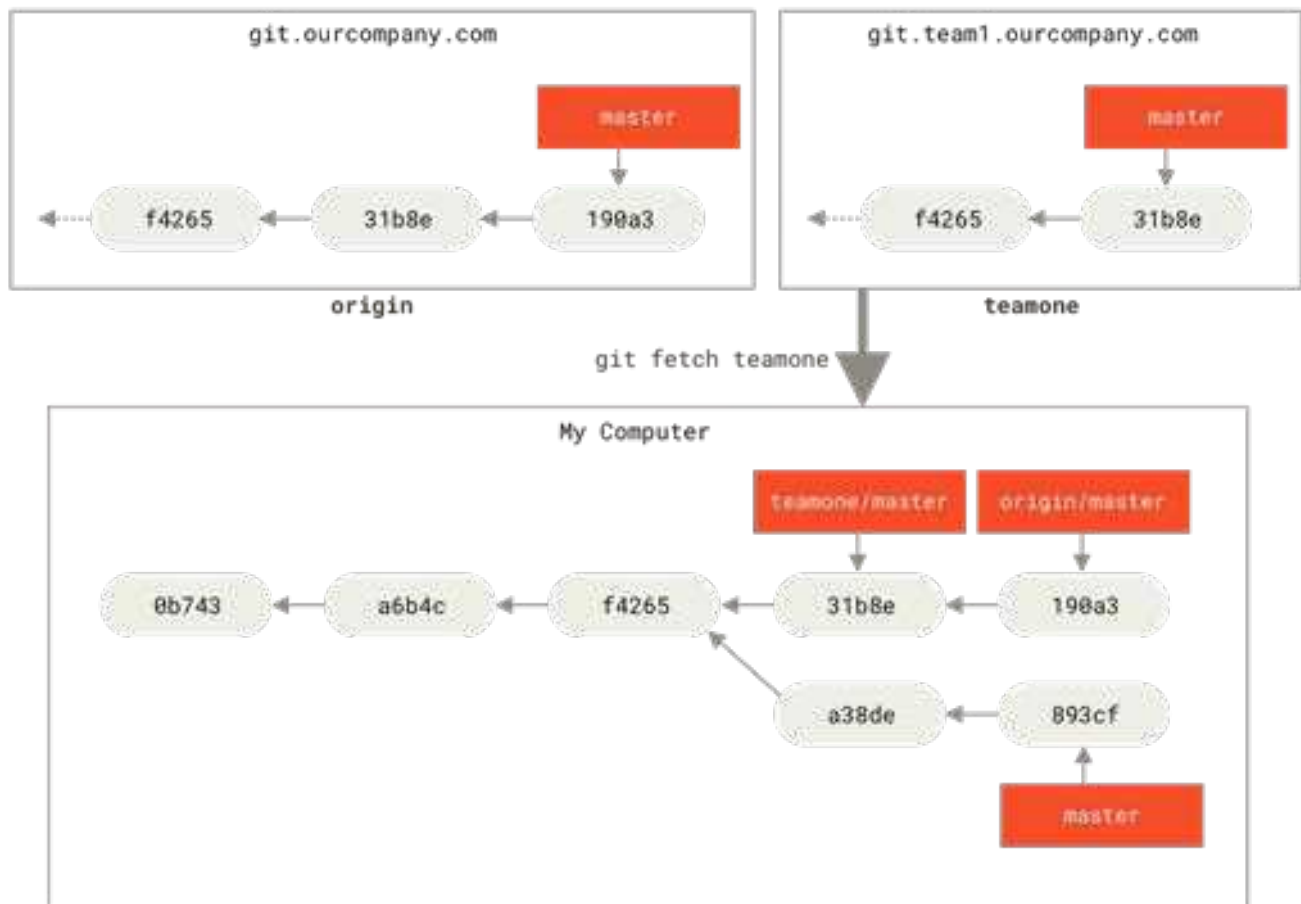 git.ourcompany.com
git.team1.ourcompany.com
master
master
f4265
31b8e
190a3
f4265
31b8e
origin
teamone
git fetch teamone
My Computer
teamone/master
origin/master
0b743
a6b4c
f4265
31b8e
190a3
a38de
893cf
master